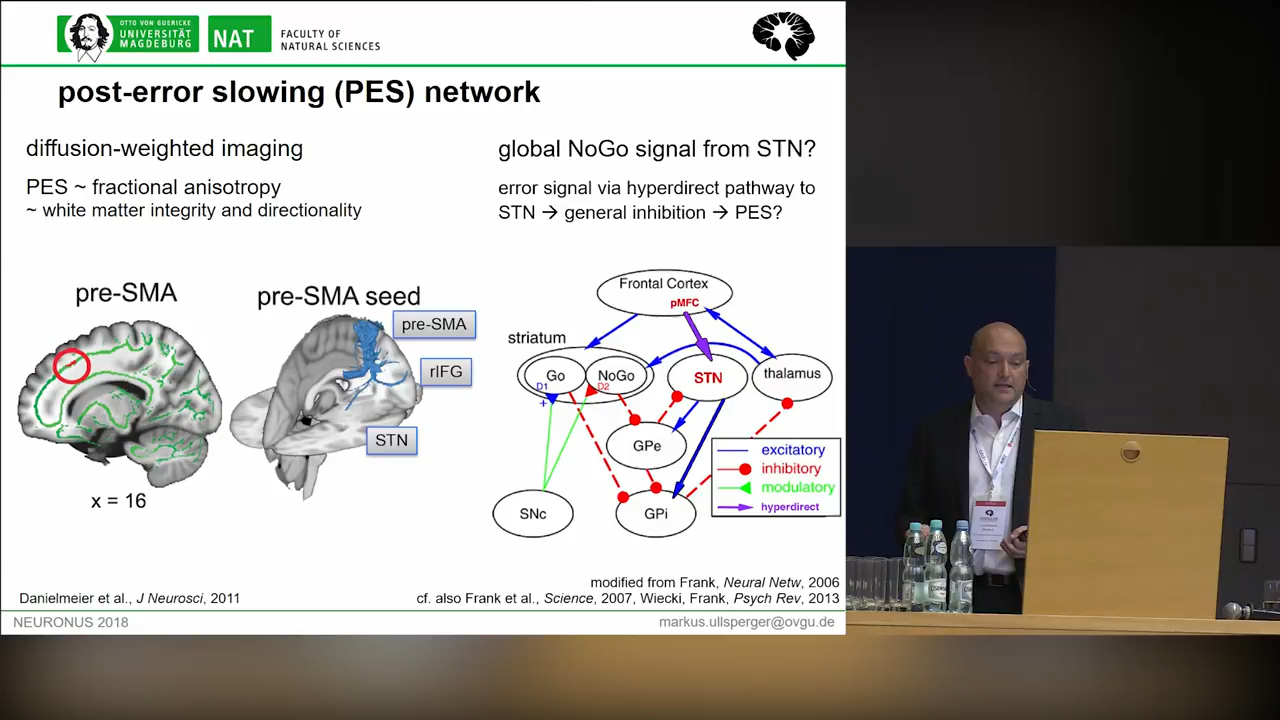 OTTO VON GUERICKE
UNIVERSITÄT
MAGDEBURG
NAT
FACULTY OF
NATURAL SCIENCES
post-error slowing (PES) network
diffusion-weighted imaging
PES ~ fractional anisotropy
~ white matter integrity and directionality
pre-SMA
pre-SMA seed
pre-SMA
rIFG
STN
x = 16
Danielmeier et al., J Neurosci, 2011
global NoGo signal from STN?
error signal via hyperdirect pathway to
STN → general inhibition → PES?
Frontal Cortex
pMFC
striatum
Go
NoGo
D1
D2
+
STN
thalamus
GPe
SNc
GPi
excitatory
inhibitory
modulatory
hyperdirect
modified from Frank, Neural Netw, 2006
cf. also Frank et al., Science, 2007, Wiecki, Frank, Psych Rev, 2013
NEURONUS 2018
markus.ullsperger@ovgu.de